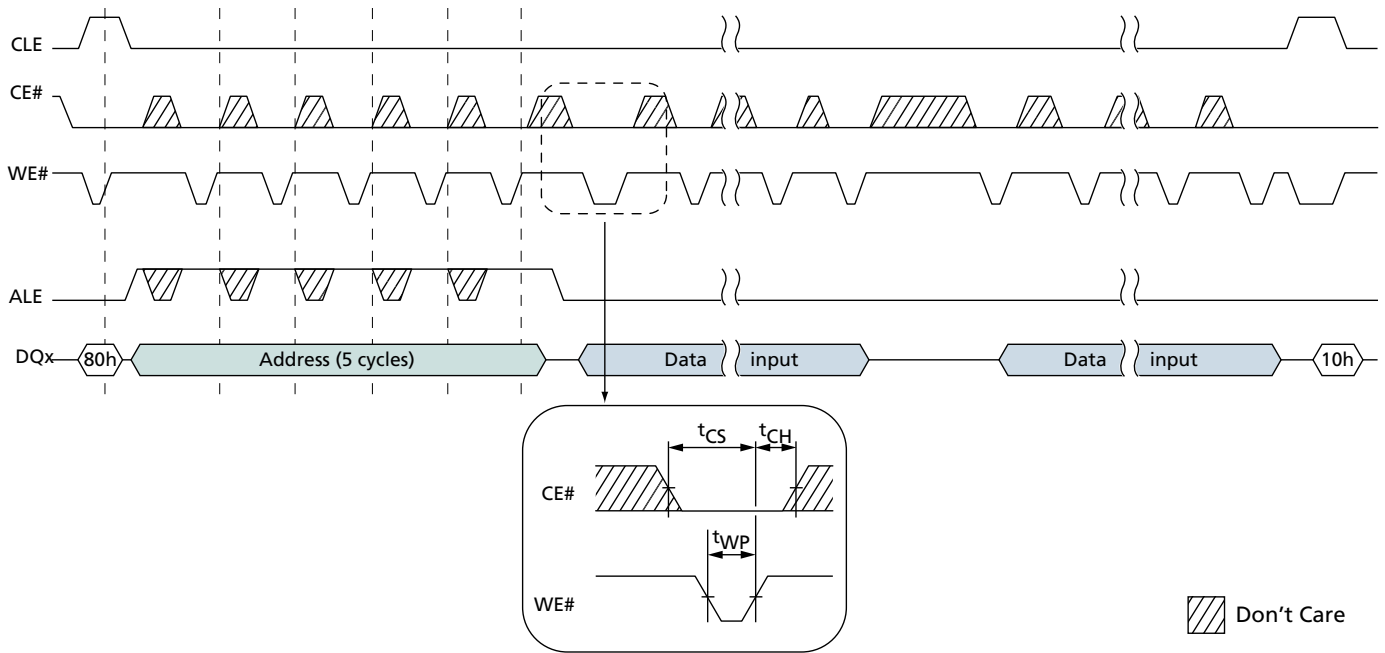 CLE
CE#
WE#
ALE
DQx
80h
Address (5 cycles)
Data input
Data input
10h
tCS
tCH
CE#
tWP
WE#
Don't Care